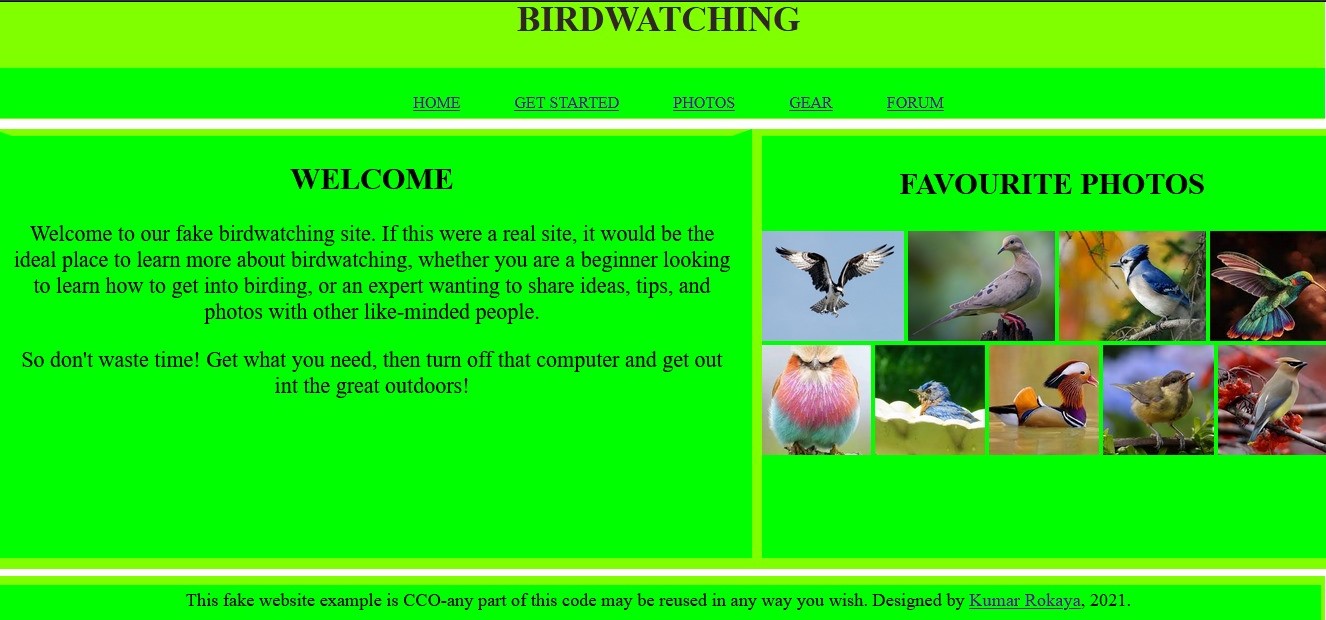 BIRDWATCHING
HOME GET STARTED PHOTOS GEAR FORUM
WELCOME
Welcome to our fake birdwatching site. If this were a real site, it would be the
ideal place to learn more about birdwatching, whether you are a beginner looking
to learn how to get into birding, or an expert wanting to share ideas, tips, and
photos with other like-minded people.
So don't waste time! Get what you need, then turn off that computer and get out
int the great outdoors!
FAVOURITE PHOTOS
This fake website example is CCO-any part of this code may be reused in any way you wish. Designed by Kumar Rokaya, 2021.